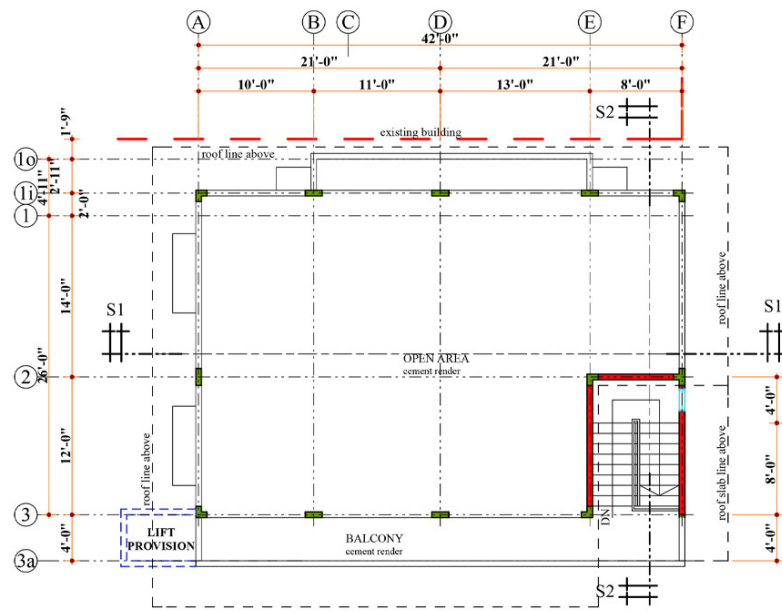 A B C D E F
42'-0"
21'-0" 21'-0"
10'-0" 11'-0" 13'-0" 8'-0"
S2
1'-9"
existing building
1o
roof line above
2'-11"
4'-11"
1i
2'-0"
1
14'-0"
roof line above
S1 S1
OPEN AREA
cement render
26'-0"
2
4'-0"
12'-0"
roof line above
8'-0"
roof slab line above
3
DN
LIFT
PROVISION
BALCONY
cement render
4'-0" 4'-0"
3a
S2